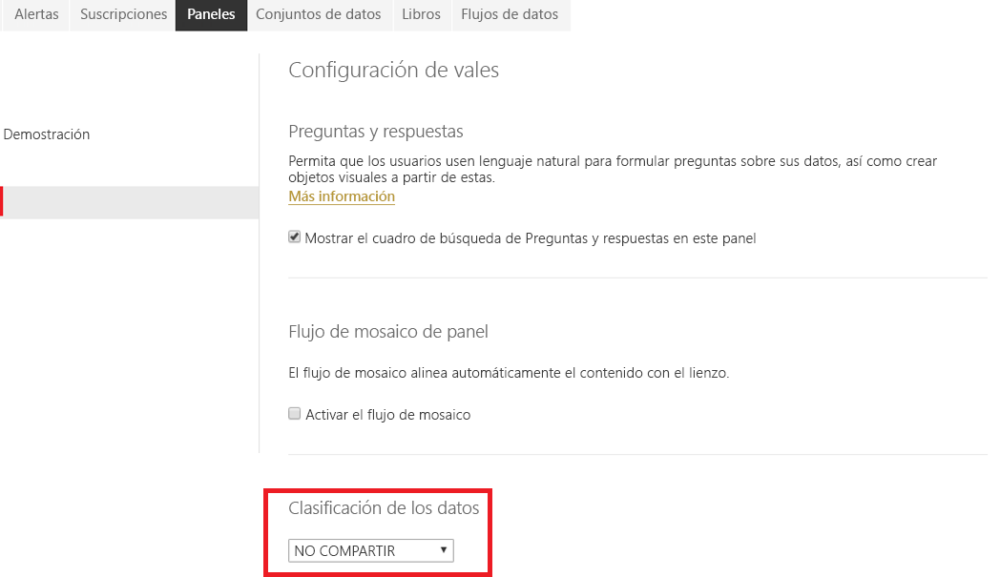 Alertas Suscripciones Paneles Conjuntos de datos Libros Flujos de datos
Configuración de vales
Demostración
Preguntas y respuestas
Permita que los usuarios usen lenguaje natural para formular preguntas sobre sus datos, así como crear
objetos visuales a partir de estas.
Más información
Mostrar el cuadro de búsqueda de Preguntas y respuestas en este panel
Flujo de mosaico de panel
El flujo de mosaico alinea automáticamente el contenido con el lienzo.
Activar el flujo de mosaico
Clasificación de los datos
NO COMPARTIR